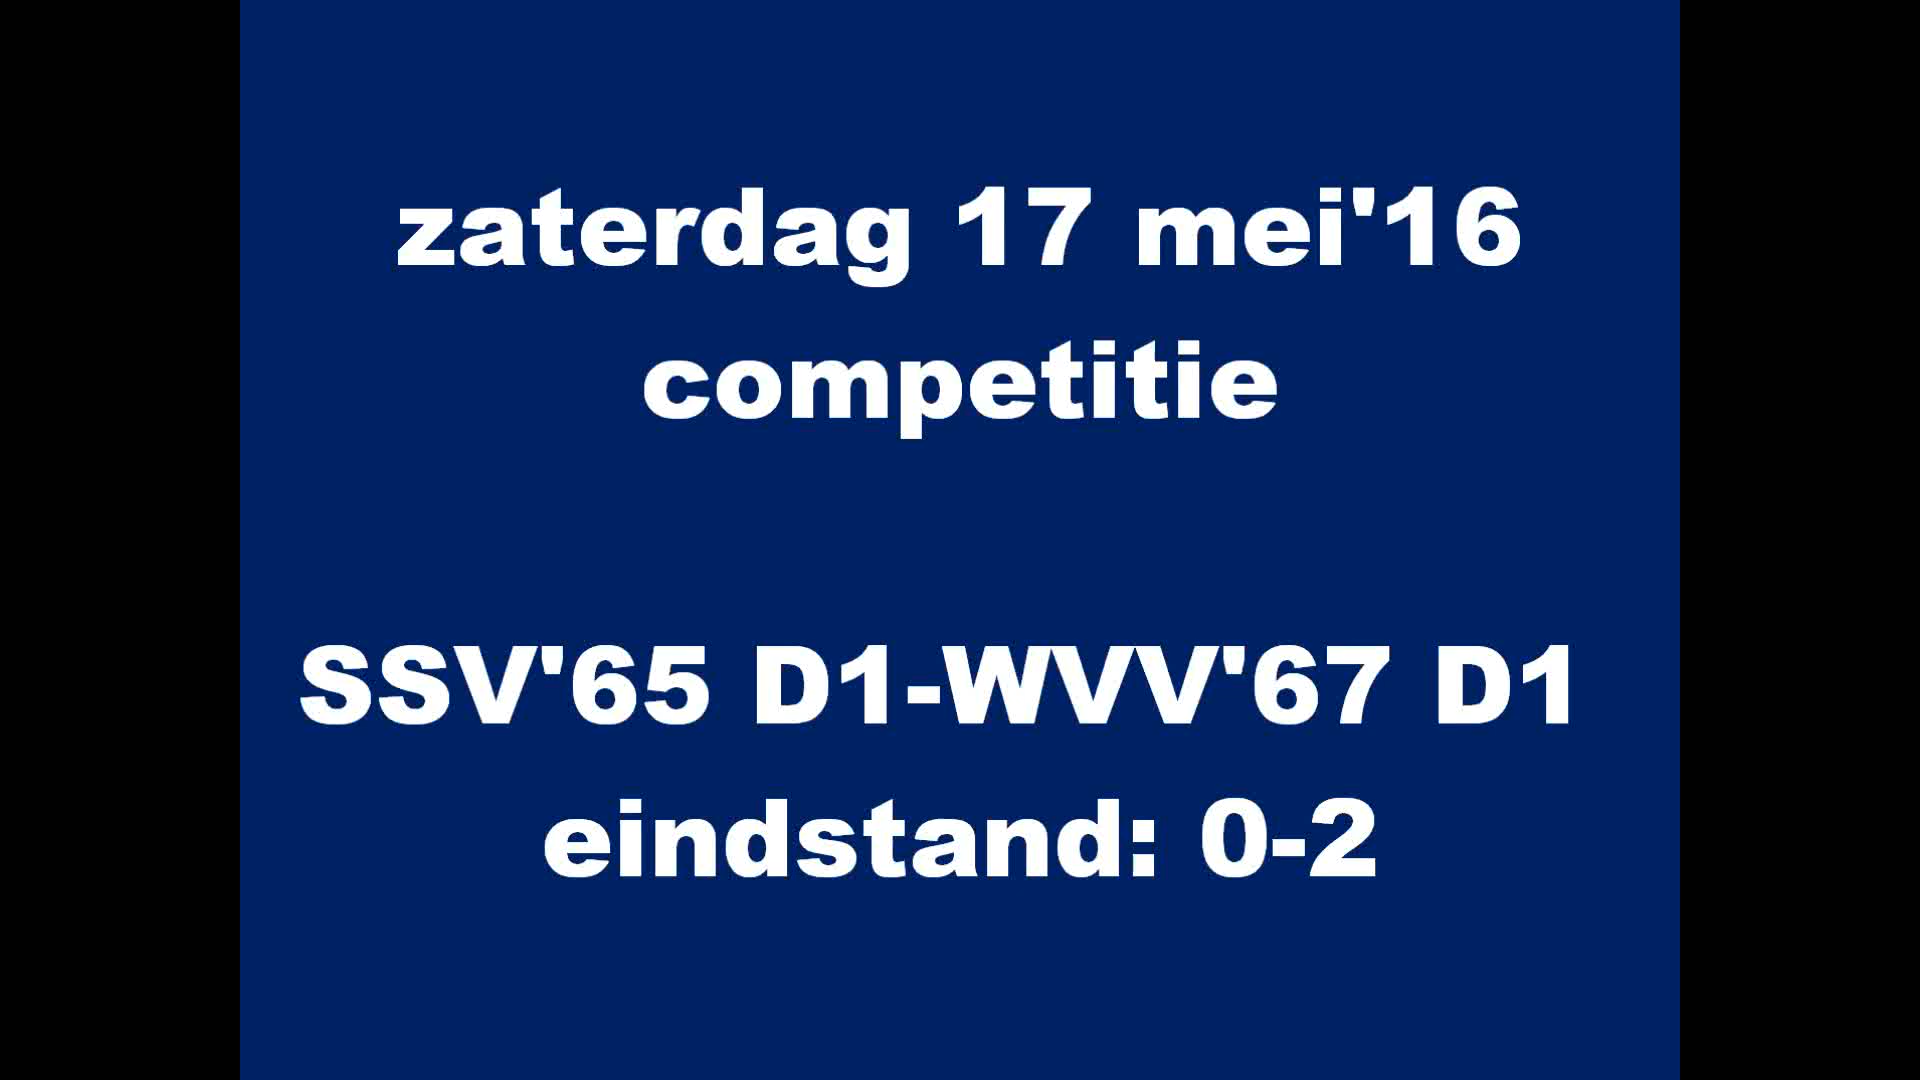 zaterdag 17 mei'16
competitie
SSV'65 D1-WVV'67 D1
eindstand: 0-2